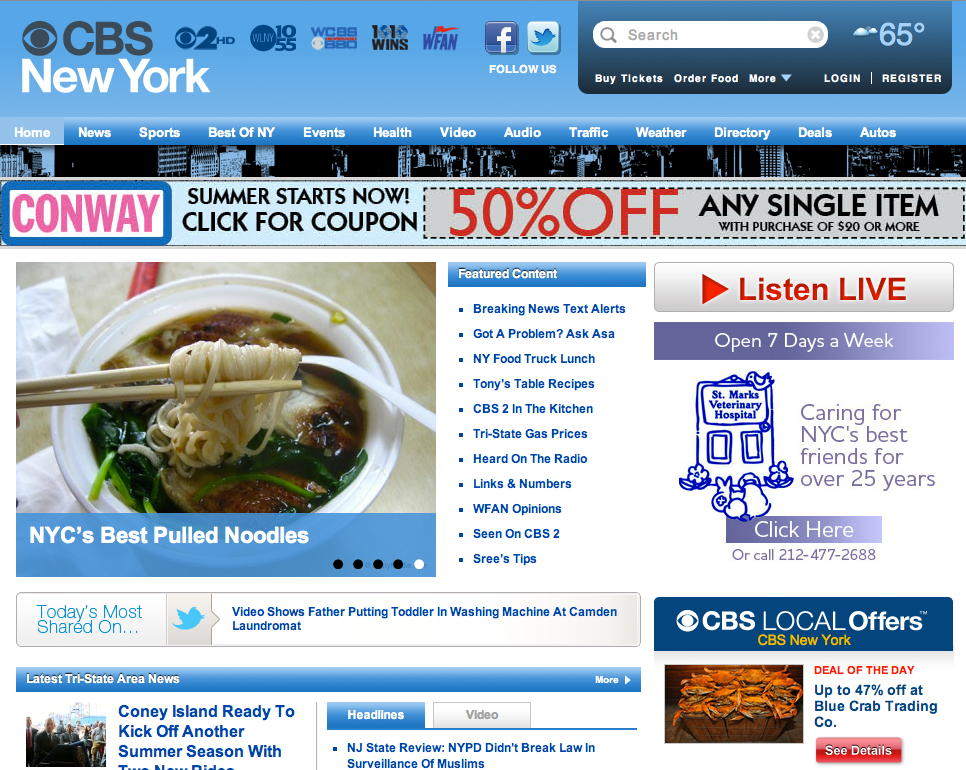 CBS
New York
2HD
WLNY 10 55
WCBS 880
1010 WINS
WFAN
FOLLOW US
Search
65°
Buy Tickets Order Food More
LOGIN | REGISTER
Home News Sports Best Of NY Events Health Video Audio Traffic Weather Directory Deals Autos
CONWAY
SUMMER STARTS NOW!
CLICK FOR COUPON
50%OFF
ANY SINGLE ITEM
WITH PURCHASE OF $20 OR MORE
NYC's Best Pulled Noodles
Featured Content
Breaking News Text Alerts
Got A Problem? Ask Asa
NY Food Truck Lunch
Tony's Table Recipes
CBS 2 In The Kitchen
Tri-State Gas Prices
Heard On The Radio
Links & Numbers
WFAN Opinions
Seen On CBS 2
Sree's Tips
Listen LIVE
Open 7 Days a Week
St. Marks
Veterinary
Hospital
Caring for
NYC's best
friends for
over 25 years
Click Here
Or call 212-477-2688
Today's Most
Shared On...
Video Shows Father Putting Toddler In Washing Machine At Camden
Laundromat
CBS LOCAL Offers™
CBS New York
DEAL OF THE DAY
Up to 47% off at
Blue Crab Trading
Co.
See Details
Latest Tri-State Area News
More
Coney Island Ready To
Kick Off Another
Summer Season With
Two New Rides
Headlines
Video
NJ State Review: NYPD Didn't Break Law In
Surveillance Of Muslims